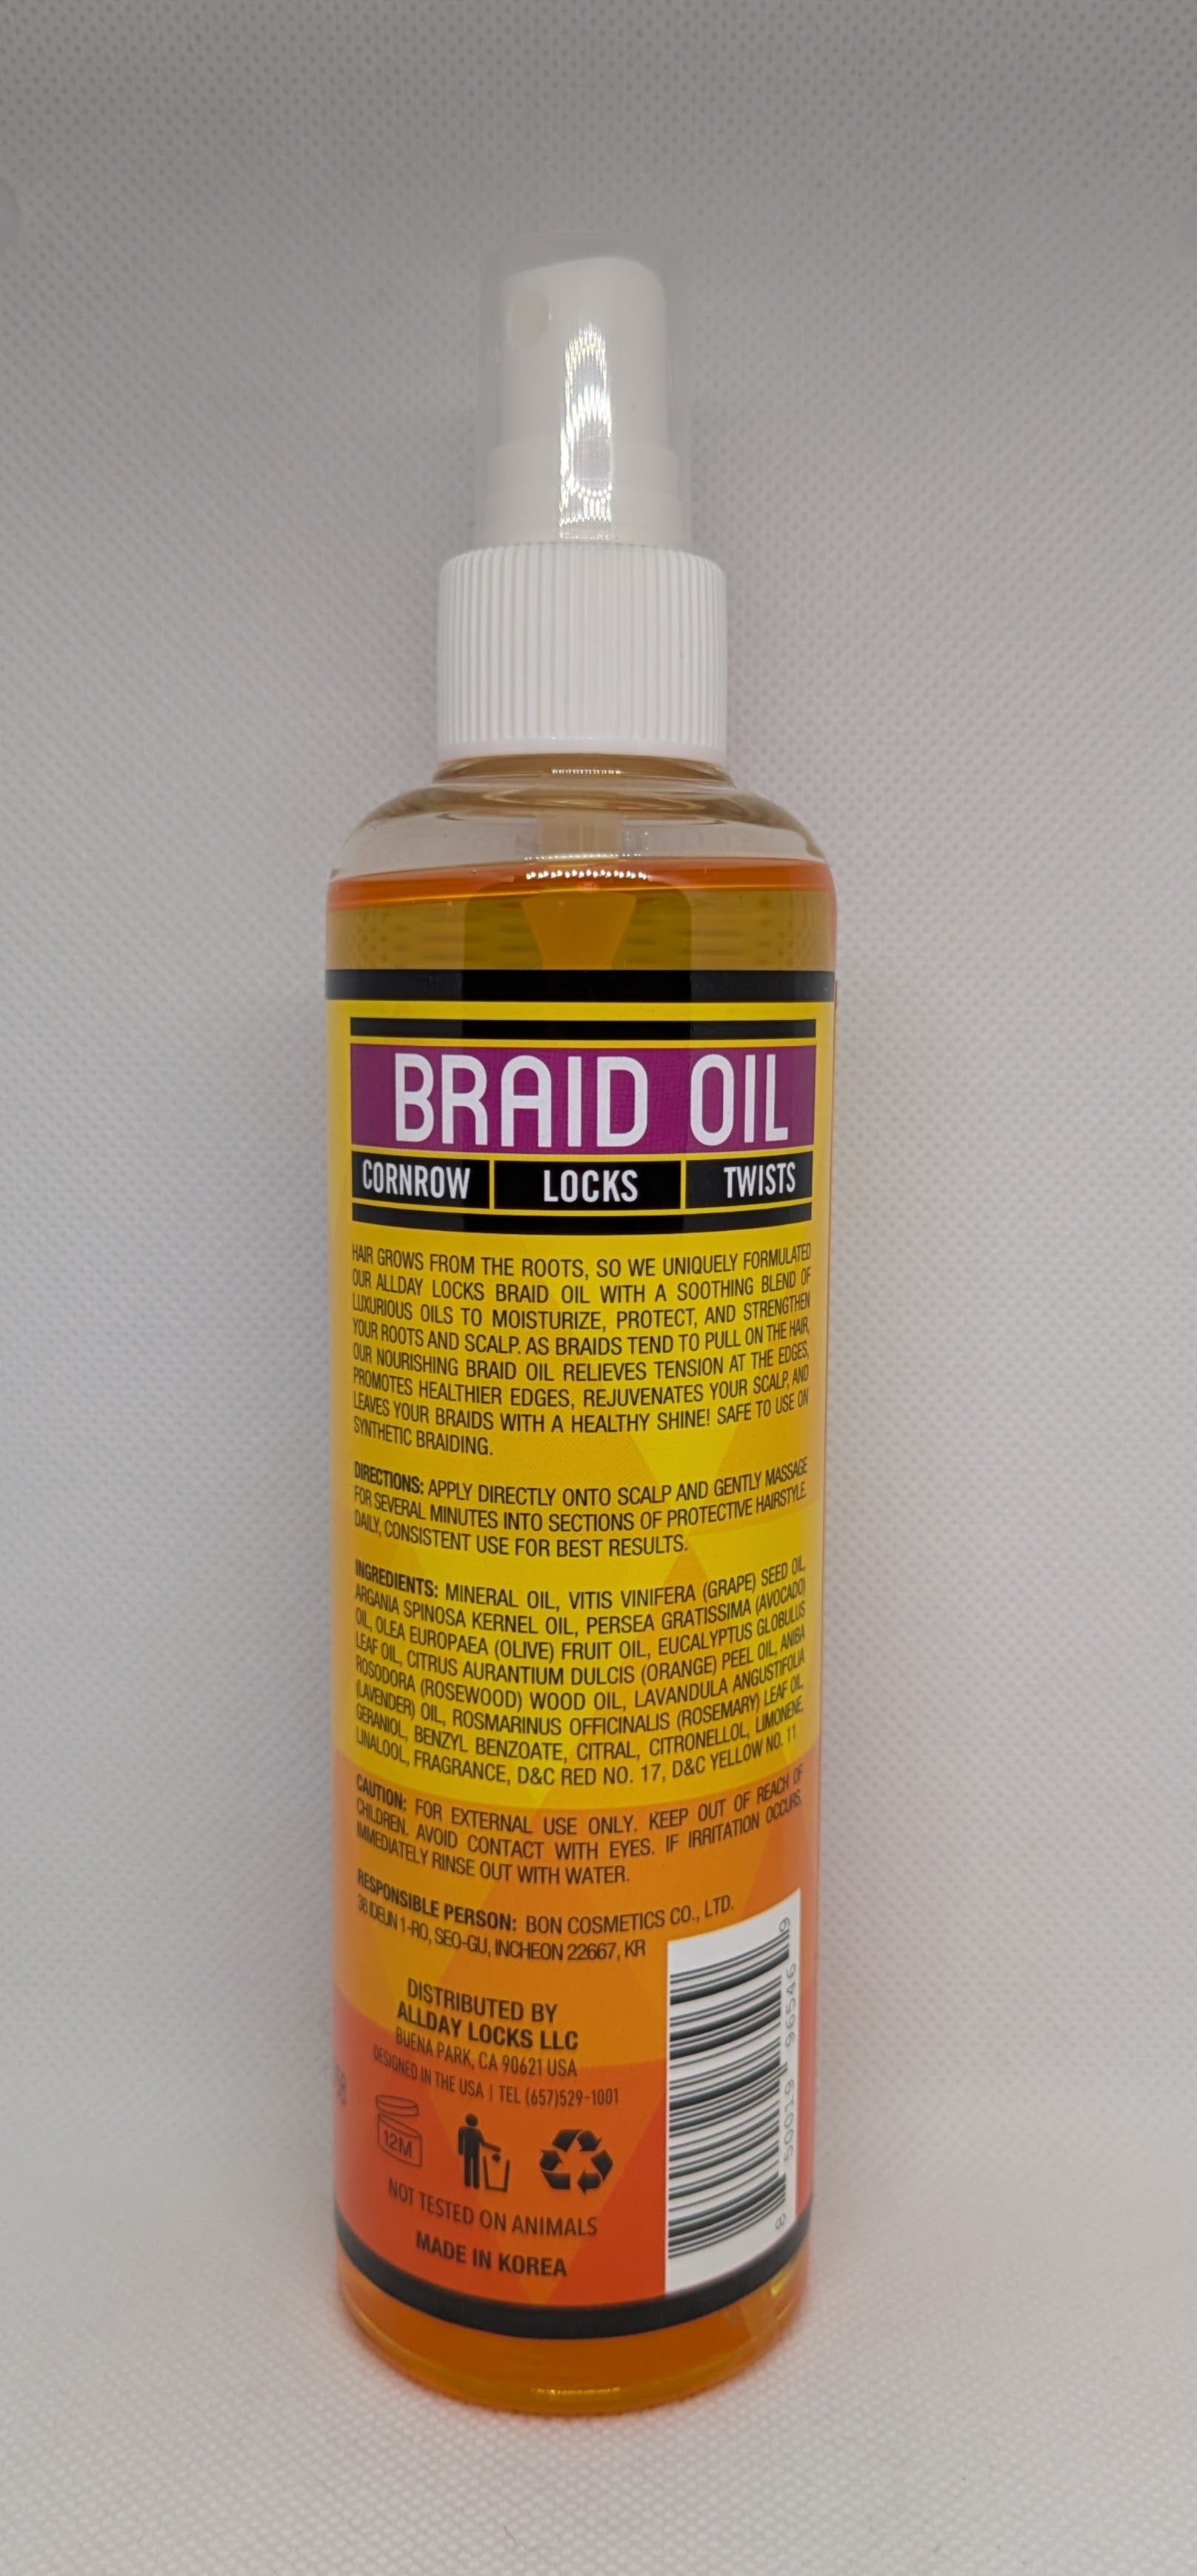 BRAID OIL
CORNROW LOCKS TWISTS
HAIR GROWS FROM THE ROOTS, SO WE UNIQUELY FORMULATED
OUR ALLDAY LOCKS BRAID OIL WITH A SOOTHING BLEND OF
LUXURIOUS OILS TO MOISTURIZE, PROTECT, AND STRENGTHEN
YOUR ROOTS AND SCALP. AS BRAIDS TEND TO PULL ON THE HAIR,
OUR NOURISHING BRAID OIL RELIEVES TENSION AT THE EDGES,
PROMOTES HEALTHIER EDGES, REJUVENATES YOUR SCALP, AND
LEAVES YOUR BRAIDS WITH A HEALTHY SHINE! SAFE TO USE ON
SYNTHETIC BRAIDING.
DIRECTIONS: APPLY DIRECTLY ONTO SCALP AND GENTLY MASSAGE
FOR SEVERAL MINUTES INTO SECTIONS OF PROTECTIVE HAIRSTYLE.
DAILY, CONSISTENT USE FOR BEST RESULTS.
INGREDIENTS: MINERAL OIL, VITIS VINIFERA (GRAPE) SEED OIL,
ARGANIA SPINOSA KERNEL OIL, PERSEA GRATISSIMA (AVOCADO)
OIL, OLEA EUROPAEA (OLIVE) FRUIT OIL, EUCALYPTUS GLOBULUS
LEAF OIL, CITRUS AURANTIUM DULCIS (ORANGE) PEEL OIL, ANIBA
ROSODORA (ROSEWOOD) WOOD OIL, LAVANDULA ANGUSTIFOLIA
(LAVENDER) OIL, ROSMARINUS OFFICINALIS (ROSEMARY) LEAF OIL,
GERANIOL, BENZYL BENZOATE, CITRAL, CITRONELLOL, LIMONENE,
LINALOOL, FRAGRANCE, D&C RED NO. 17, D&C YELLOW NO. 11
CAUTION: FOR EXTERNAL USE ONLY. KEEP OUT OF REACH OF
CHILDREN. AVOID CONTACT WITH EYES. IF IRRITATION OCCURS,
IMMEDIATELY RINSE OUT WITH WATER.
RESPONSIBLE PERSON: BON COSMETICS CO., LTD.
38 IDEUN 1-RO, SEO-GU, INCHEON 22667, KR
DISTRIBUTED BY
ALLDAY LOCKS LLC
BUENA PARK, CA 90621 USA
DESIGNED IN THE USA | TEL (657)529-1001
12M
NOT TESTED ON ANIMALS
MADE IN KOREA
8 50019 96546 9